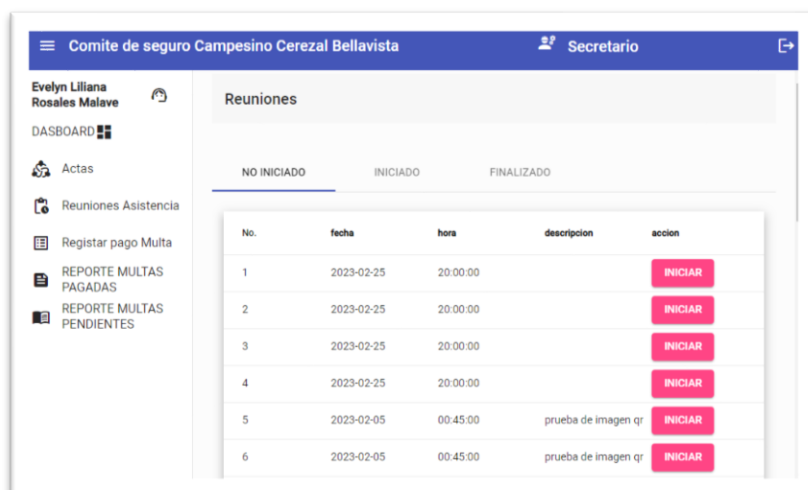 Comite de seguro Campesino Cerezal Bellavista
Secretario
Evelyn Liliana
Rosales Malave
DASBOARD
Actas
Reuniones Asistencia
Registar pago Multa
REPORTE MULTAS
PAGADAS
REPORTE MULTAS
PENDIENTES
Reuniones
NO INICIADO INICIADO FINALIZADO
No. fecha hora descripcion accion
1 2023-02-25 20:00:00 INICIAR
2 2023-02-25 20:00:00 INICIAR
3 2023-02-25 20:00:00 INICIAR
4 2023-02-25 20:00:00 INICIAR
5 2023-02-05 00:45:00 prueba de imagen qr INICIAR
6 2023-02-05 00:45:00 prueba de imagen qr INICIAR